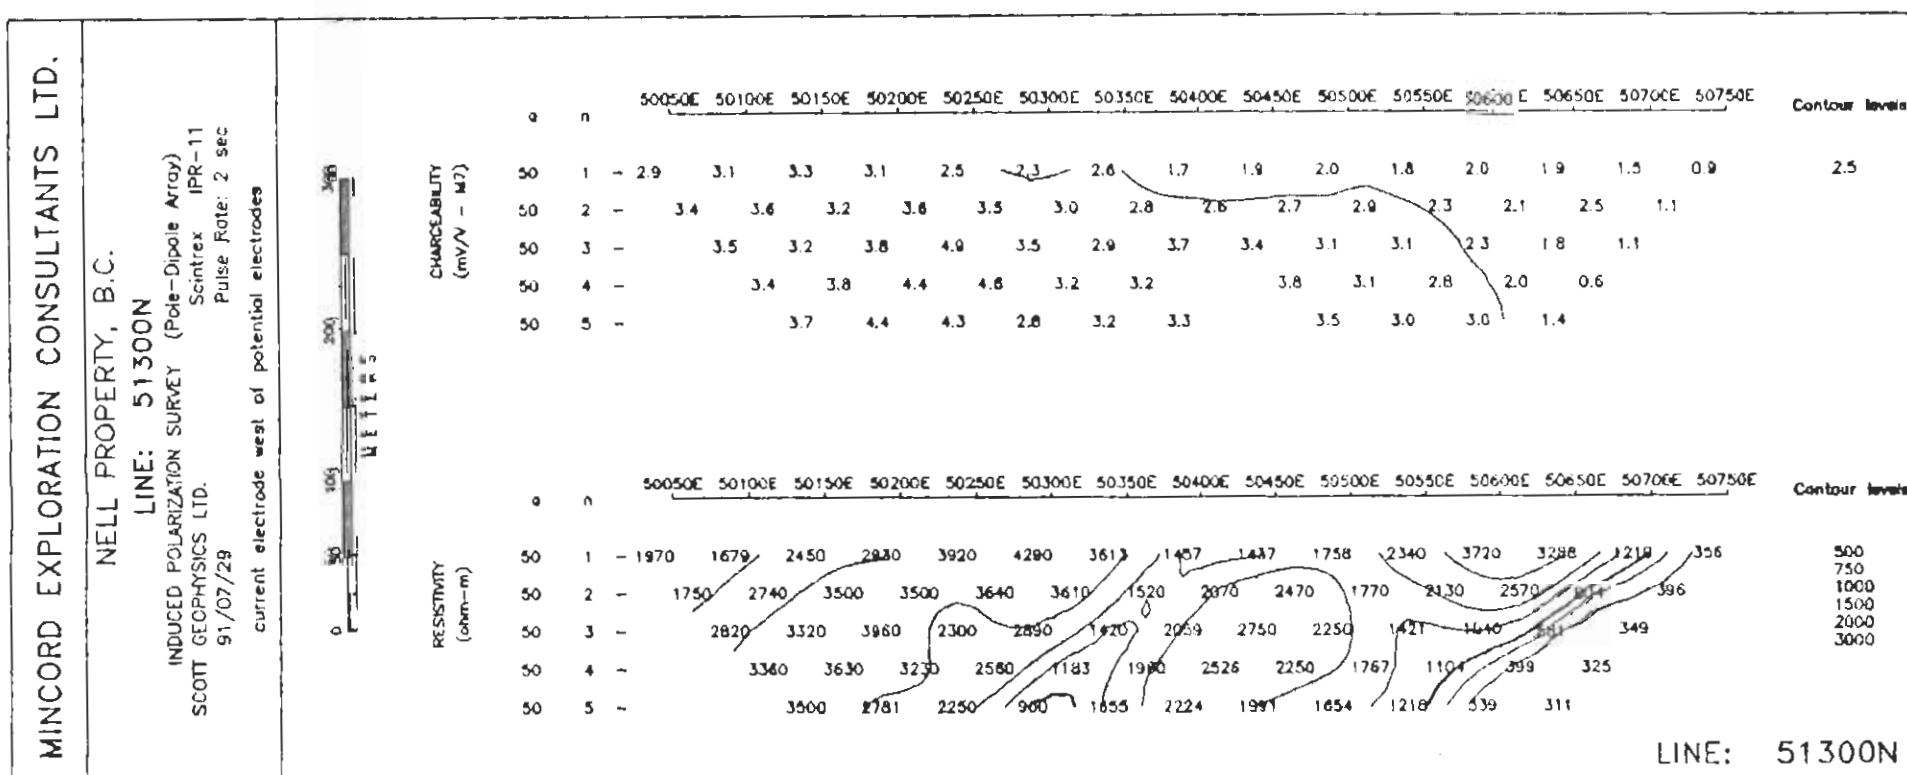 MINCORD EXPLORATION CONSULTANTS LTD.
NELL PROPERTY, B.C.
LINE: 51300N
INDUCED POLARIZATION SURVEY (Pole-Dipole Array)
SCOTT GEOPHYSICS LTD. Scintrex IPR-11
91/07/29 Pulse Rate: 2 sec
current electrode west of potential electrodes
0 50 100 200 300
METERS
50050E 50100E 50150E 50200E 50250E 50300E 50350E 50400E 50450E 50500E 50550E 50600 E 50650E 50700E 50750E Contour levels
a n
CHARGEABILITY
(mV/V - M7)
50 1 - 2.9 3.1 3.3 3.1 2.5 2.3 2.6 1.7 1.9 2.0 1.8 2.0 1.9 1.5 0.9 2.5
50 2 - 3.4 3.6 3.2 3.6 3.5 3.0 2.8 2.6 2.7 2.9 2.3 2.1 2.5 1.1
50 3 - 3.5 3.2 3.8 4.9 3.5 2.9 3.7 3.4 3.1 3.1 2.3 1.8 1.1
50 4 - 3.4 3.8 4.4 4.6 3.2 3.2 3.8 3.1 2.8 2.0 0.6
50 5 - 3.7 4.4 4.3 2.8 3.2 3.3 3.5 3.0 3.0 1.4
50050E 50100E 50150E 50200E 50250E 50300E 50350E 50400E 50450E 50500E 50550E 50600E 50650E 50700E 50750E Contour levels
a n
RESISTIVITY
(ohm-m)
50 1 - 1970 1679 2450 2930 3920 4290 3613 1457 1437 1758 2340 3720 3288 1219 356 500
750
50 2 - 1750 2740 3500 3500 3640 3610 1520 2070 2470 1770 2130 2570 396 1000
1500
50 3 - 2820 3320 3960 2300 2890 1420 2059 2750 2250 1421 1640 349 2000
3000
50 4 - 3360 3630 3230 2560 1183 1980 2526 2250 1767 1104 399 325
50 5 - 3500 2781 2250 900 1655 2224 1991 1654 1218 539 311
LINE: 51300N